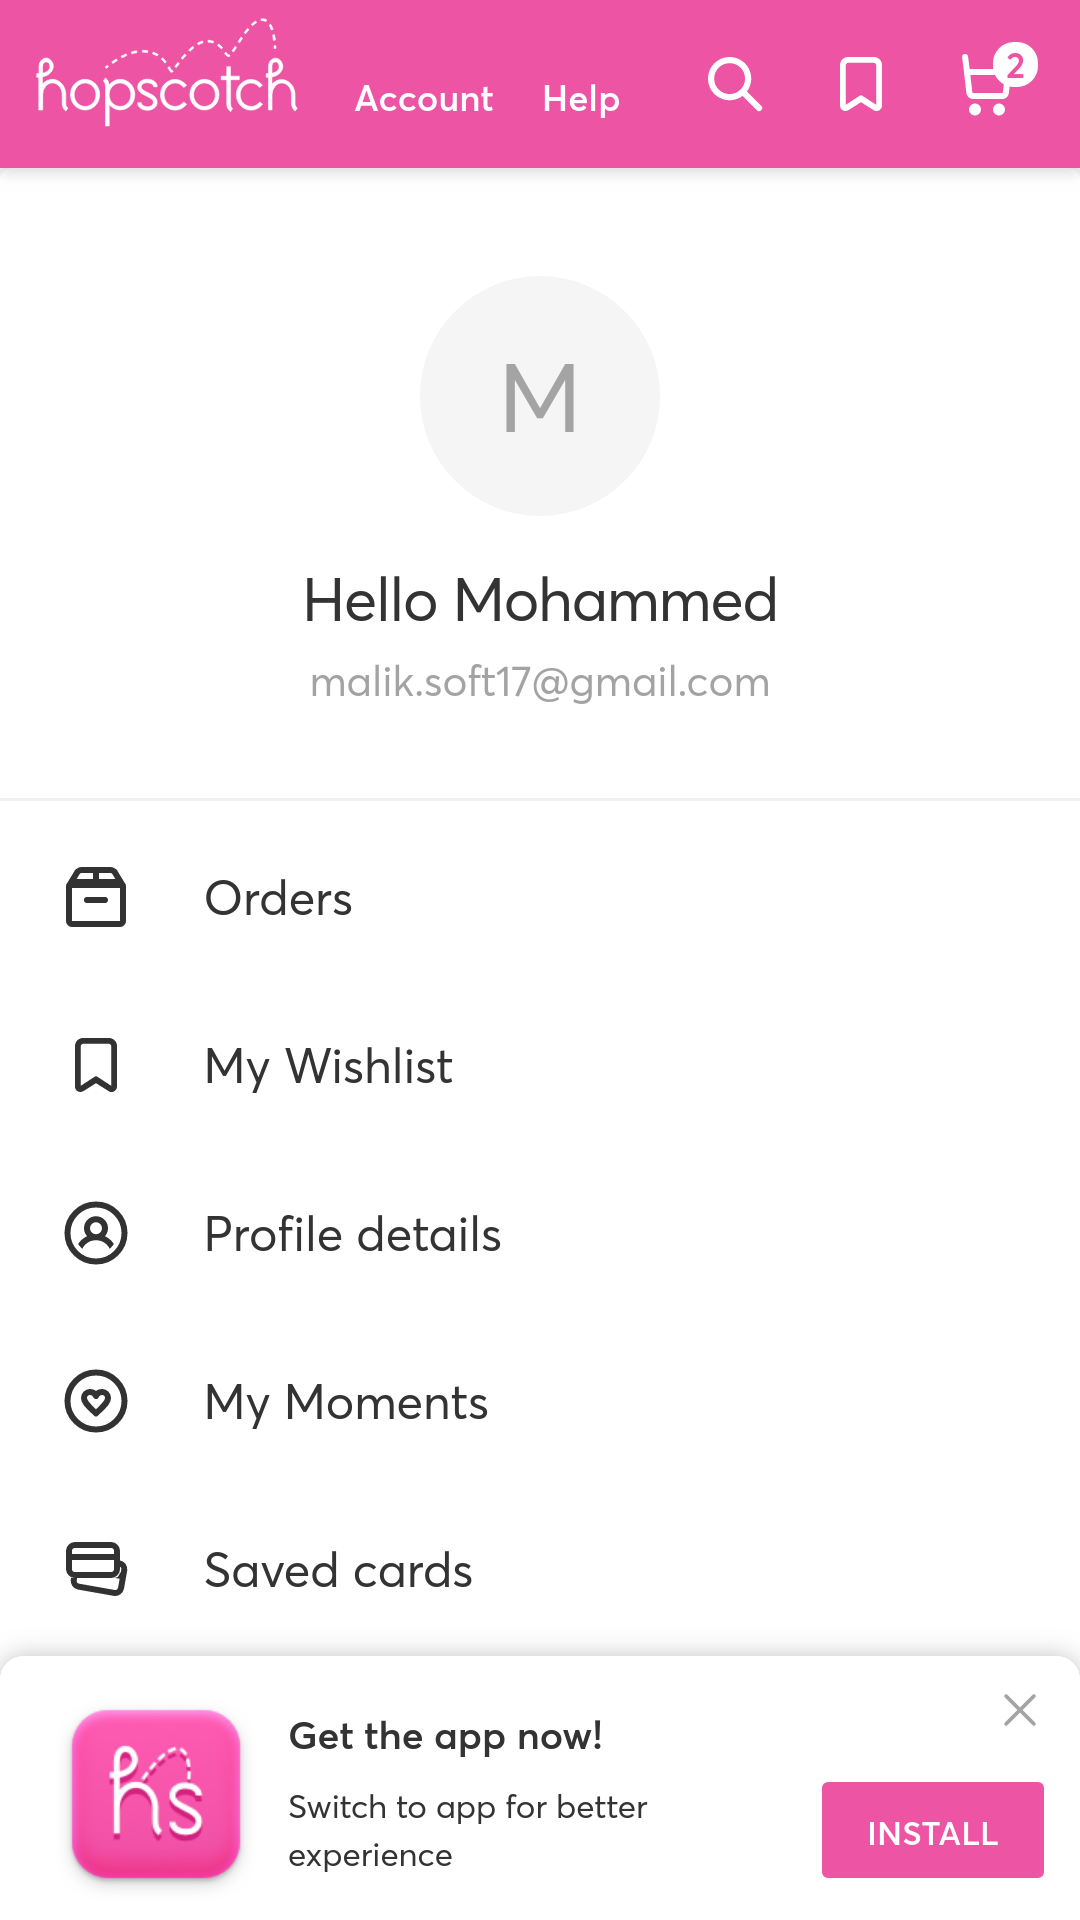 hopscotch
Account Help
2
M
Hello Mohammed
malik.soft17@gmail.com
Orders
My Wishlist
Profile details
My Moments
Saved cards
hs
Get the app now!
Switch to app for better
experience
INSTALL